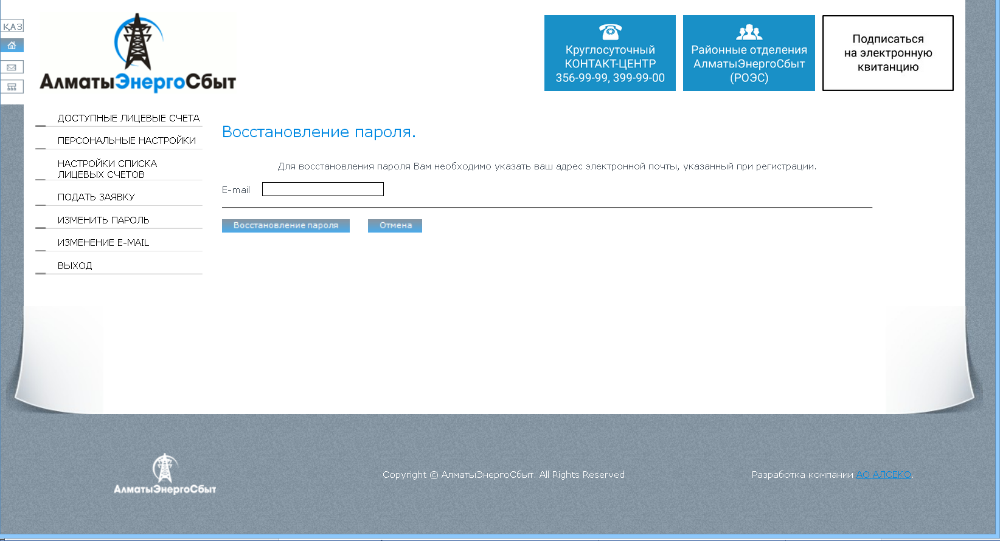 ҚАЗ
АлматыЭнергоСбыт
Круглосуточный
КОНТАКТ-ЦЕНТР
356-99-99, 399-99-00
Районные отделения
АлматыЭнергоСбыт
(РОЭС)
Подписаться
на электронную
квитанцию
ДОСТУПНЫЕ ЛИЦЕВЫЕ СЧЕТА
ПЕРСОНАЛЬНЫЕ НАСТРОЙКИ
НАСТРОЙКИ СПИСКА
ЛИЦЕВЫХ СЧЕТОВ
ПОДАТЬ ЗАЯВКУ
ИЗМЕНИТЬ ПАРОЛЬ
ИЗМЕНЕНИЕ E-MAIL
ВЫХОД
Восстановление пароля.
Для восстановления пароля Вам необходимо указать ваш адрес электронной почты, указанный при регистрации.
E-mail
Восстановление пароля
Отмена
АлматыЭнергоСбыт
Copyright © АлматыЭнергоСбыт. All Rights Reserved
Разработка компании АО АЛСЕКО.